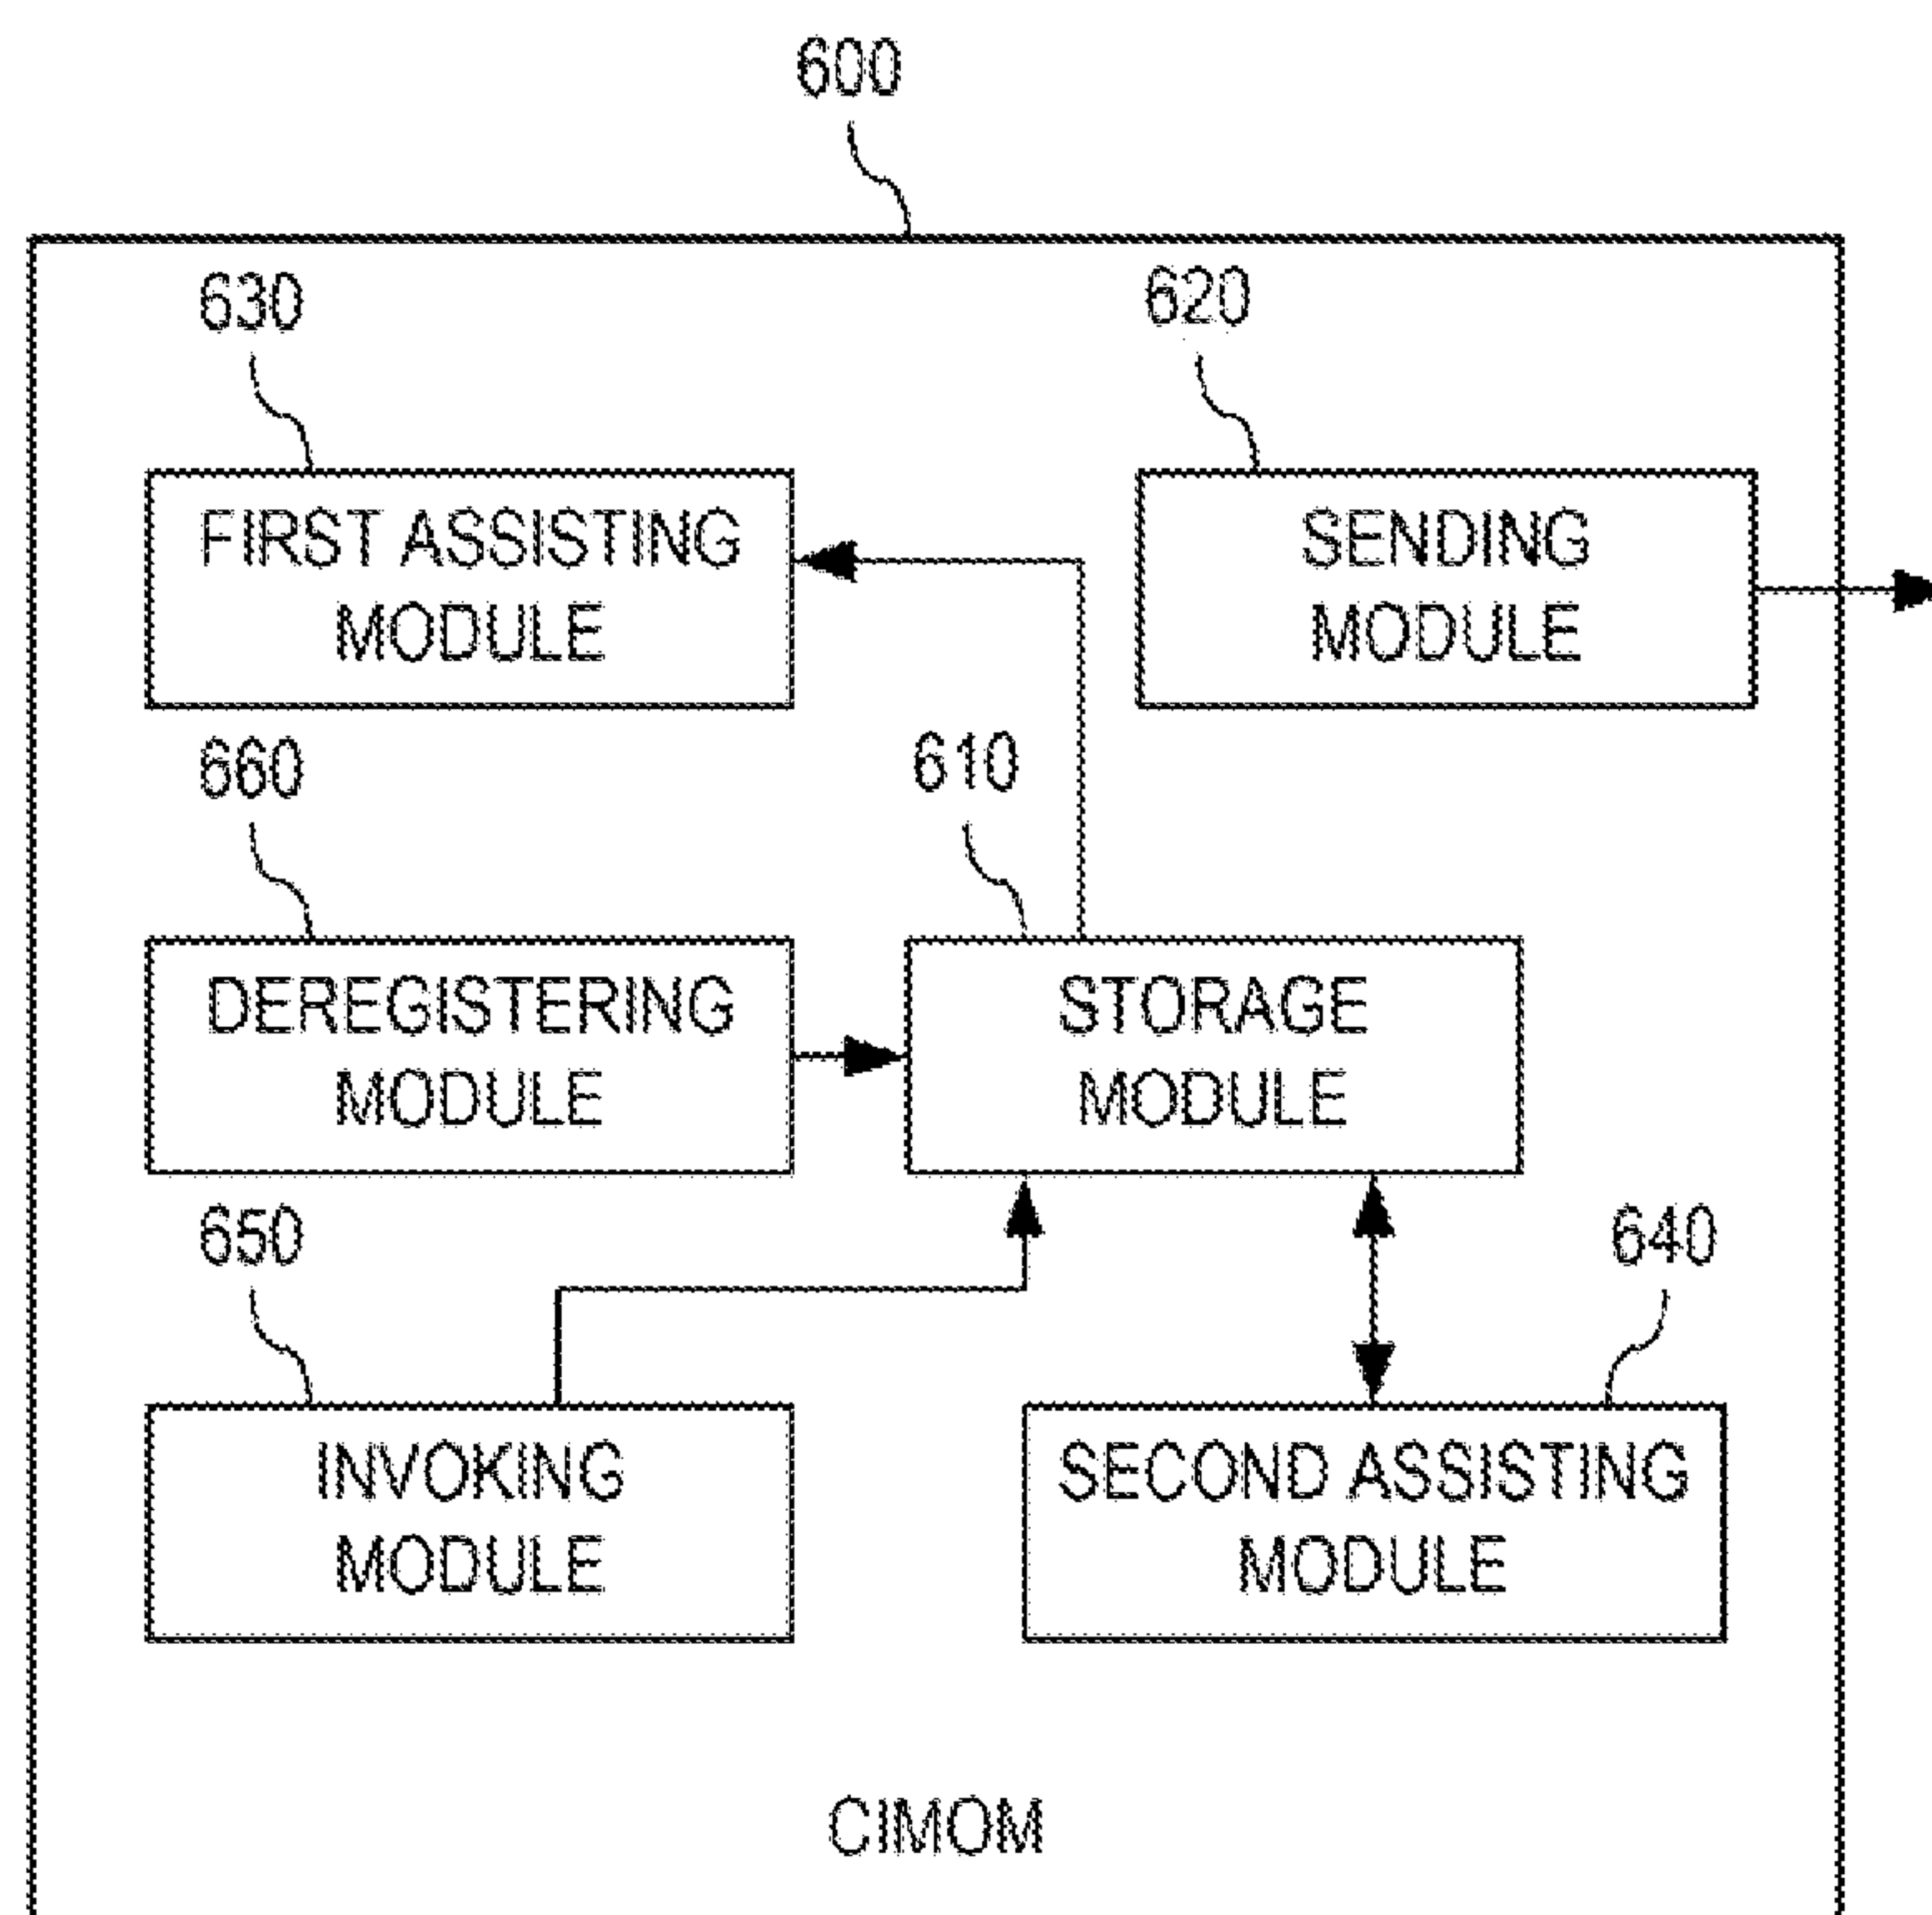 600
630
620
FIRST ASSISTING
MODULE
SENDING
MODULE
660
610
DEREGISTERING
MODULE
STORAGE
MODULE
650
640
INVOKING
MODULE
SECOND ASSISTING
MODULE
CIMOM